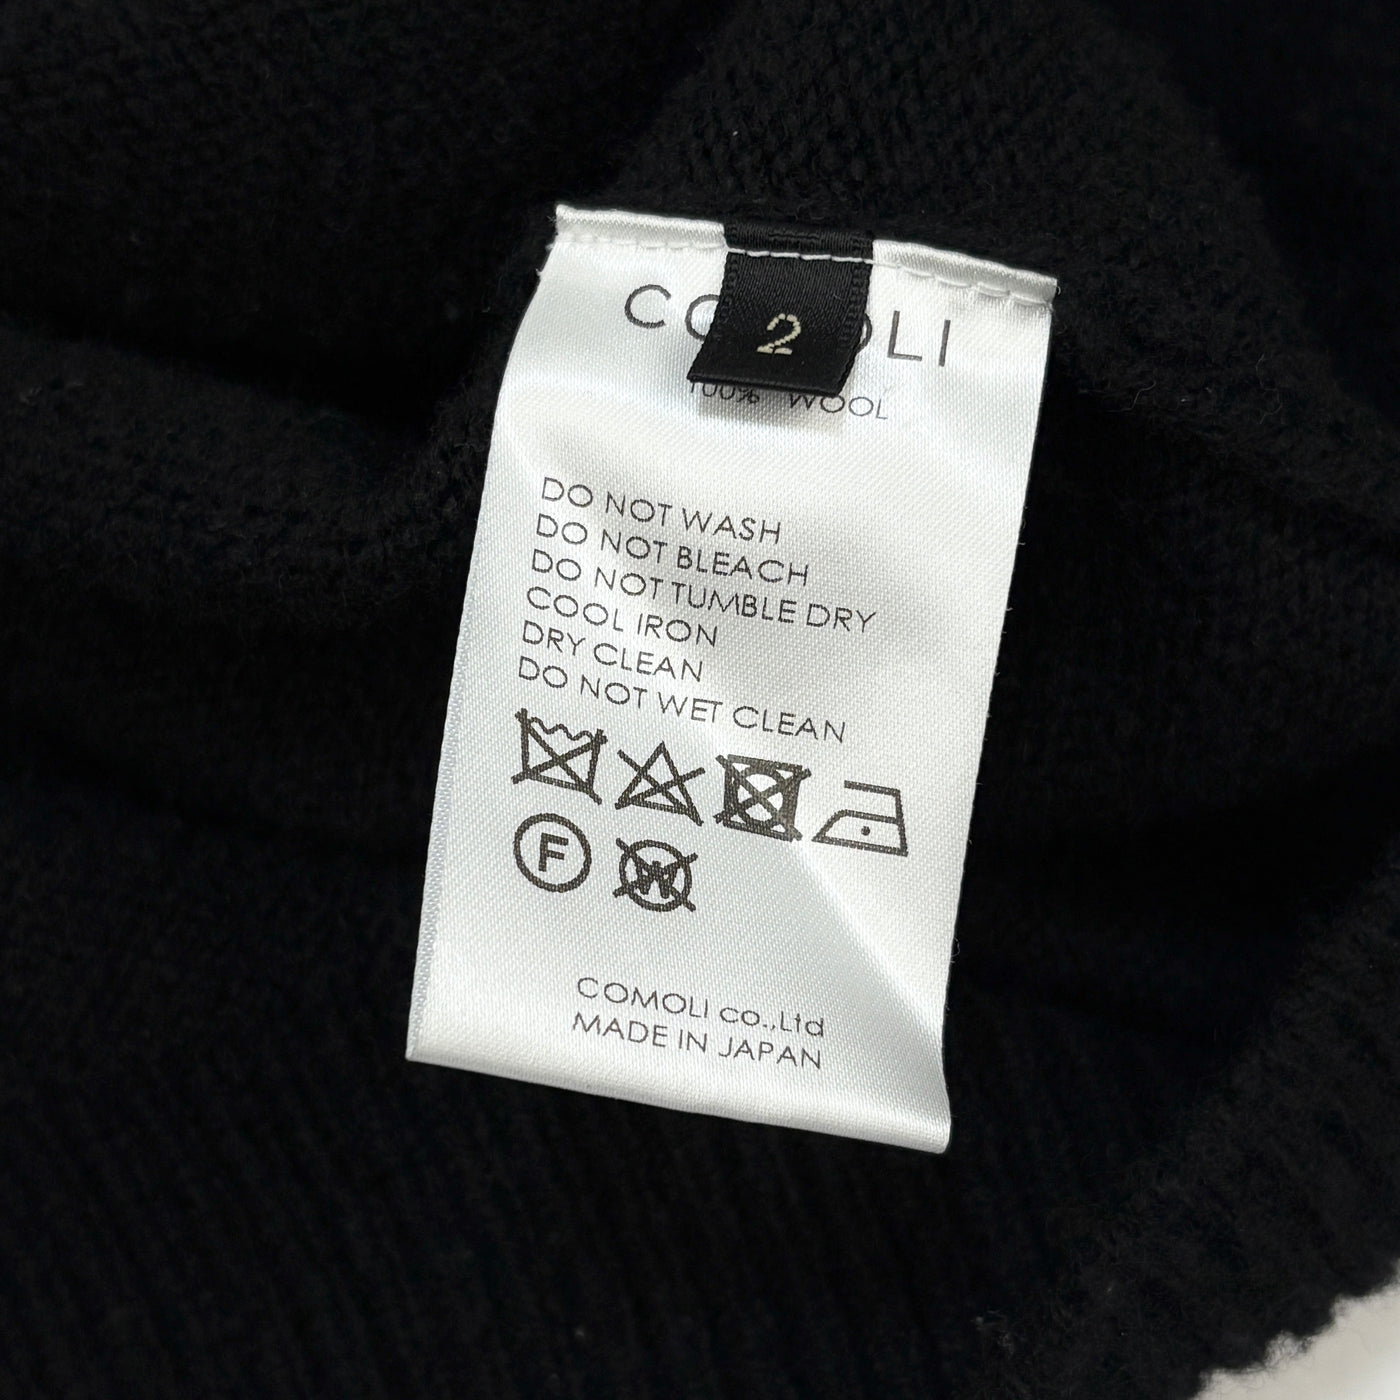 2
COMOLI
100% WOOL
DO NOT WASH
DO NOT BLEACH
DO NOT TUMBLE DRY
COOL IRON
DRY CLEAN
DO NOT WET CLEAN
F W
COMOLI co.,Ltd
MADE IN JAPAN